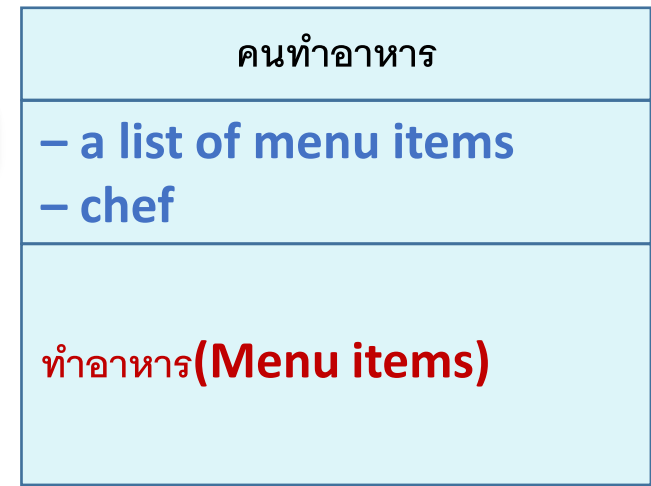 คนทำอาหาร
– a list of menu items
– chef
ทำอาหาร(Menu items)